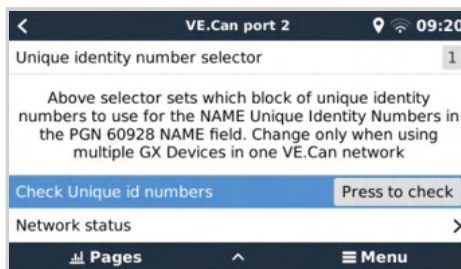 VE.Can port 2 09:20
Unique identity number selector 1
Above selector sets which block of unique identity
numbers to use for the NAME Unique Identity Numbers in
the PGN 60928 NAME field. Change only when using
multiple GX Devices in one VE.Can network
Check Unique id numbers Press to check
Network status
Pages Menu